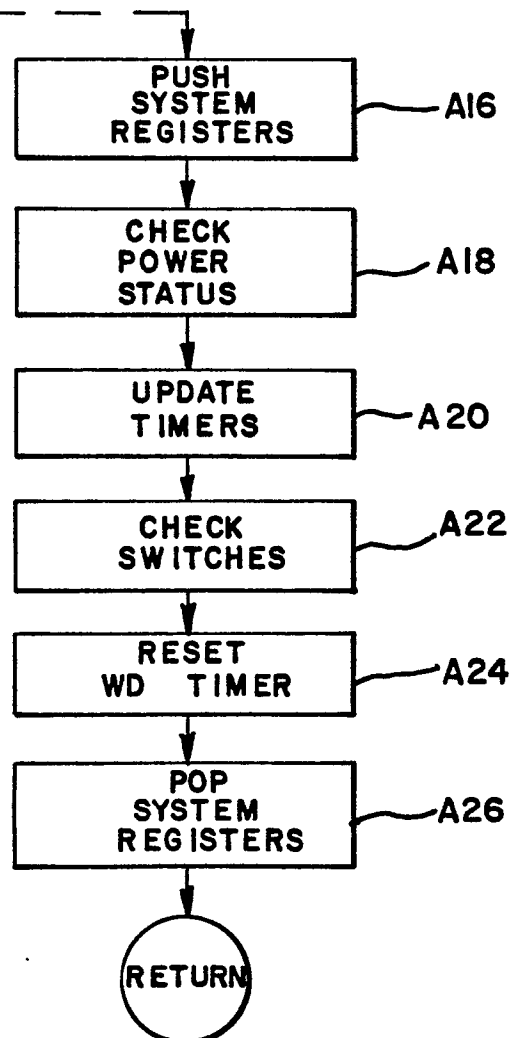 PUSH
SYSTEM
REGISTERS
A16
CHECK
POWER
STATUS
A18
UPDATE
TIMERS
A20
CHECK
SWITCHES
A22
RESET
WD TIMER
A24
POP
SYSTEM
REGISTERS
A26
RETURN